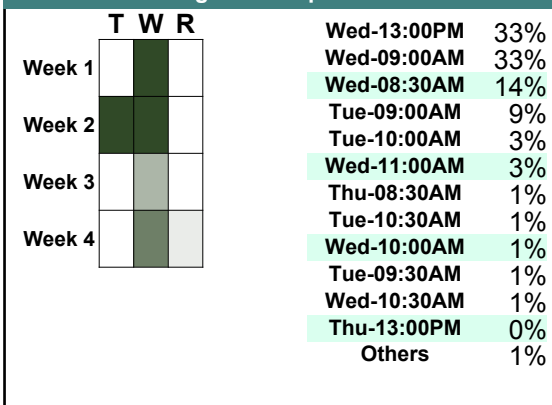 T W R
Week 1
Week 2
Week 3
Week 4
Wed-13:00PM 33%
Wed-09:00AM 33%
Wed-08:30AM 14%
Tue-09:00AM 9%
Tue-10:00AM 3%
Wed-11:00AM 3%
Thu-08:30AM 1%
Tue-10:30AM 1%
Wed-10:00AM 1%
Tue-09:30AM 1%
Wed-10:30AM 1%
Thu-13:00PM 0%
Others 1%